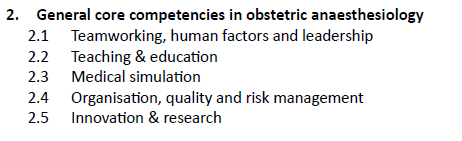 2. General core competencies in obstetric anaesthesiology
2.1 Teamworking, human factors and leadership
2.2 Teaching & education
2.3 Medical simulation
2.4 Organisation, quality and risk management
2.5 Innovation & research